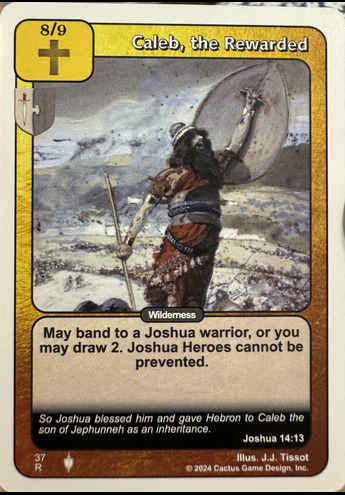 8/9
Caleb, the Rewarded
Wilderness
May band to a Joshua warrior, or you
may draw 2. Joshua Heroes cannot be
prevented.
So Joshua blessed him and gave Hebron to Caleb the
son of Jephunneh as an inheritance.
Joshua 14:13
37
R
Illus. J.J. Tissot
© 2024 Cactus Game Design, Inc.